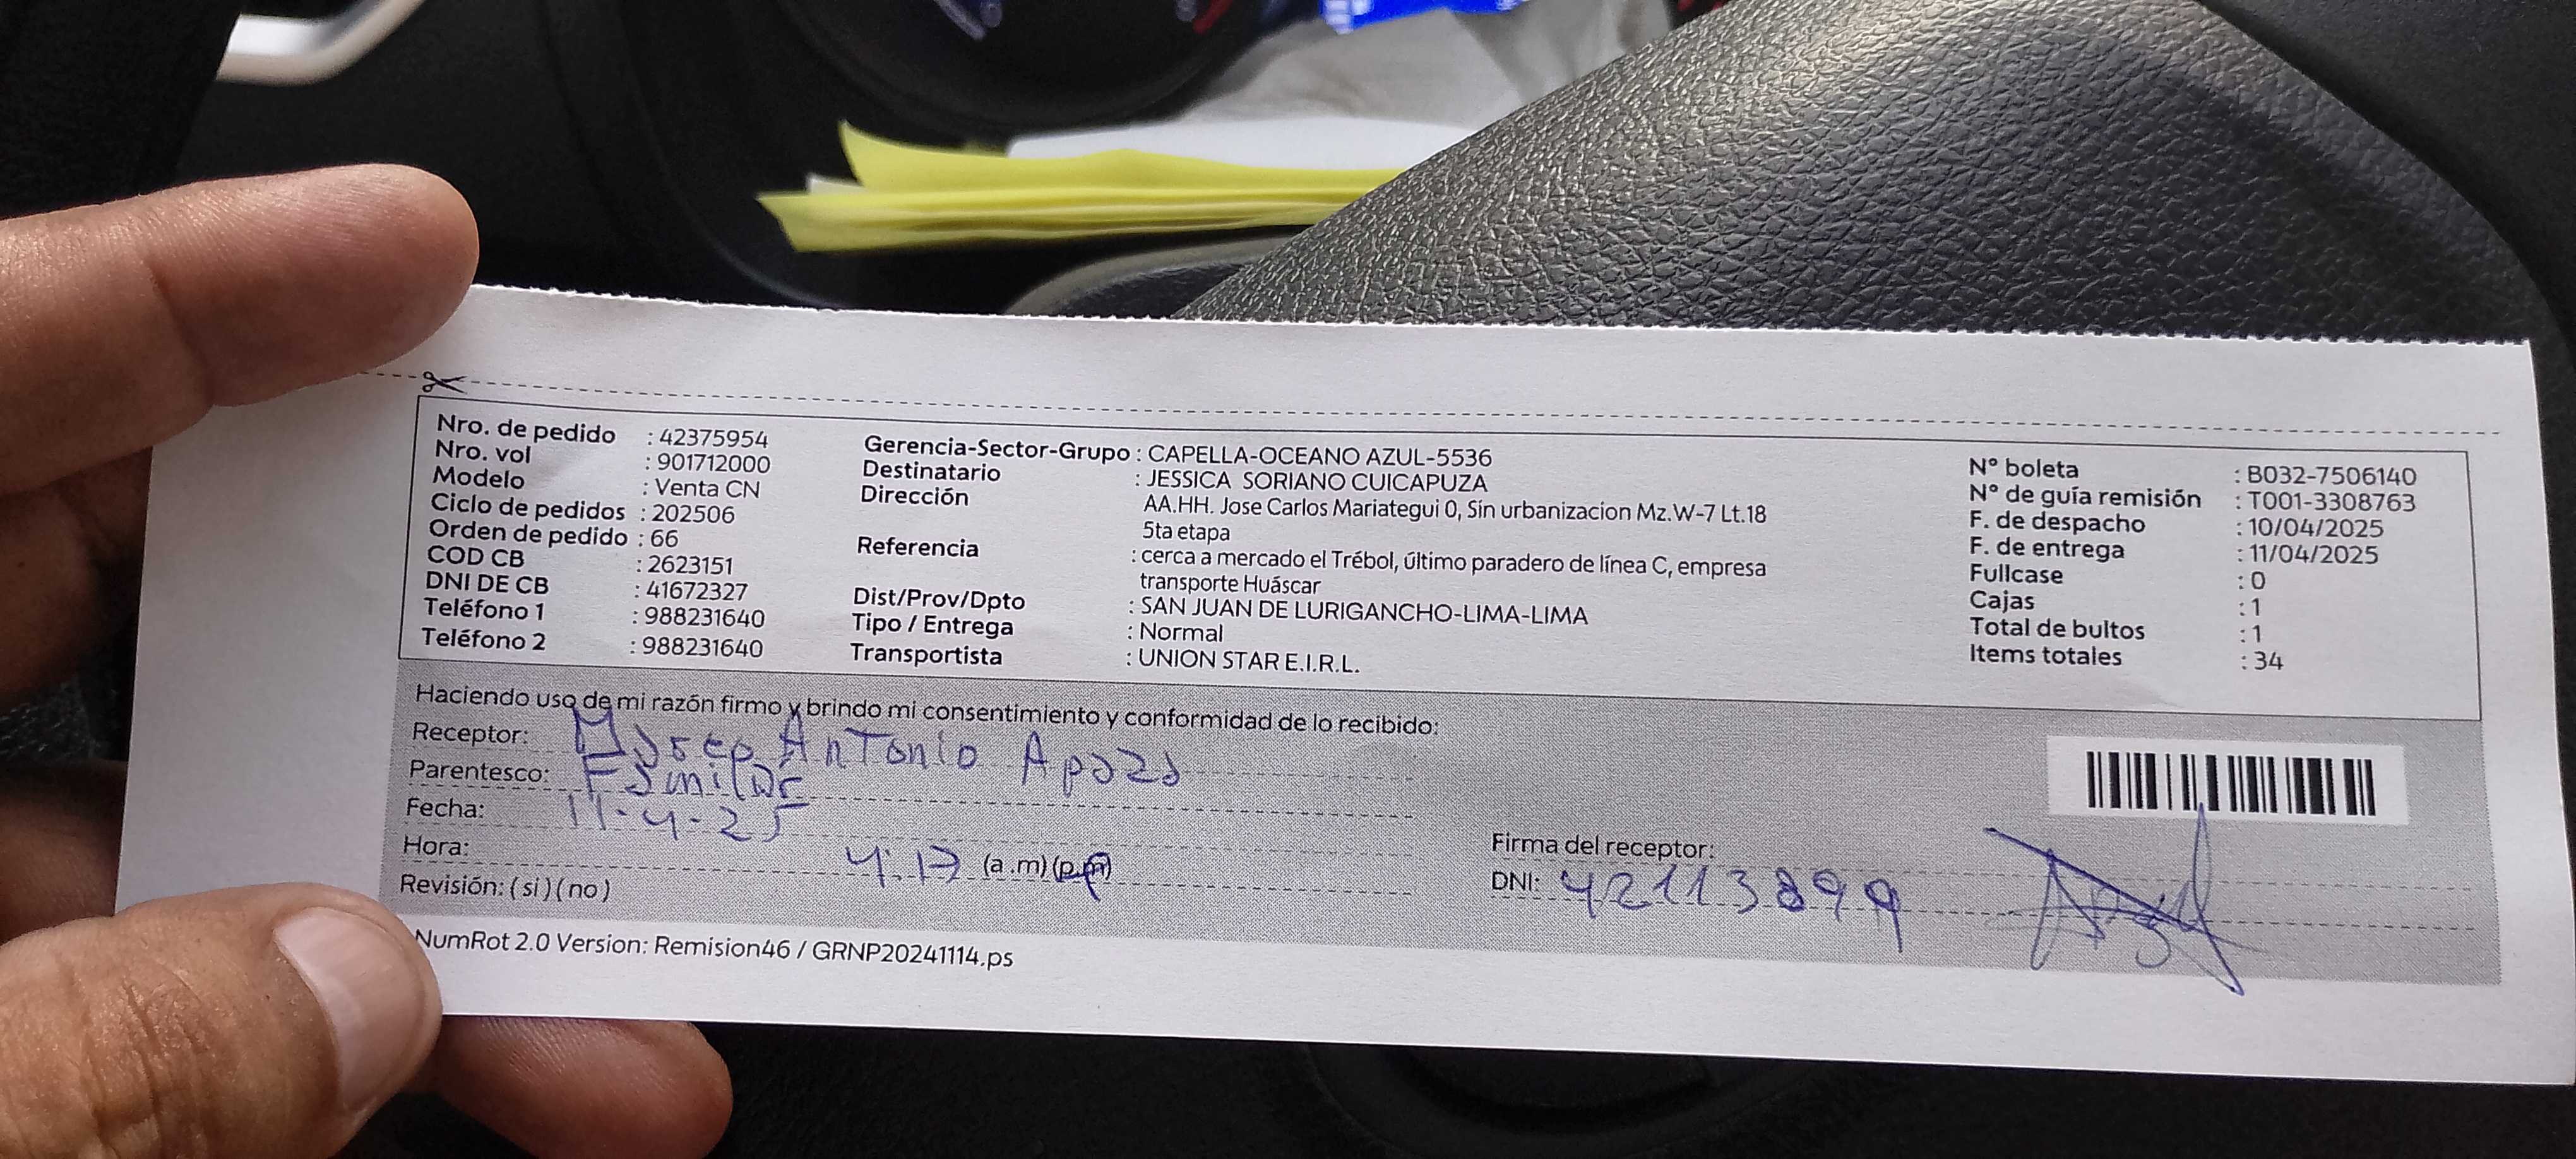 Nro. de pedido : 42375954
Nro. vol : 901712000
Modelo : Venta CN
Ciclo de pedidos : 202506
Orden de pedido : 66
COD CB : 2623151
DNI DE CB : 41672327
Teléfono 1 : 988231640
Teléfono 2 : 988231640
Gerencia-Sector-Grupo : CAPELLA-OCEANO AZUL-5536
Destinatario : JESSICA SORIANO CUICAPUZA
Dirección AA.HH. Jose Carlos Mariategui 0, Sin urbanizacion Mz.W-7 Lt.18
5ta etapa
Referencia : cerca a mercado el Trébol, último paradero de línea C, empresa
transporte Huáscar
Dist/Prov/Dpto : SAN JUAN DE LURIGANCHO-LIMA-LIMA
Tipo / Entrega : Normal
Transportista : UNION STAR E.I.R.L.
N° boleta : B032-7506140
N° de guía remisión : T001-3308763
F. de despacho : 10/04/2025
F. de entrega : 11/04/2025
Fullcase : 0
Cajas : 1
Total de bultos : 1
Items totales : 34
Haciendo uso de mi razón firmo y brindo mi consentimiento y conformidad de lo recibido:
Receptor: Antonio Apaza
Parentesco: Familar
Fecha: 11.4.25
Hora: 4:17 (a.m) (p.m)
Revisión: (si) (no)
Firma del receptor:
DNI: 42113899
NumRot 2.0 Version: Remision46 / GRNP20241114.ps